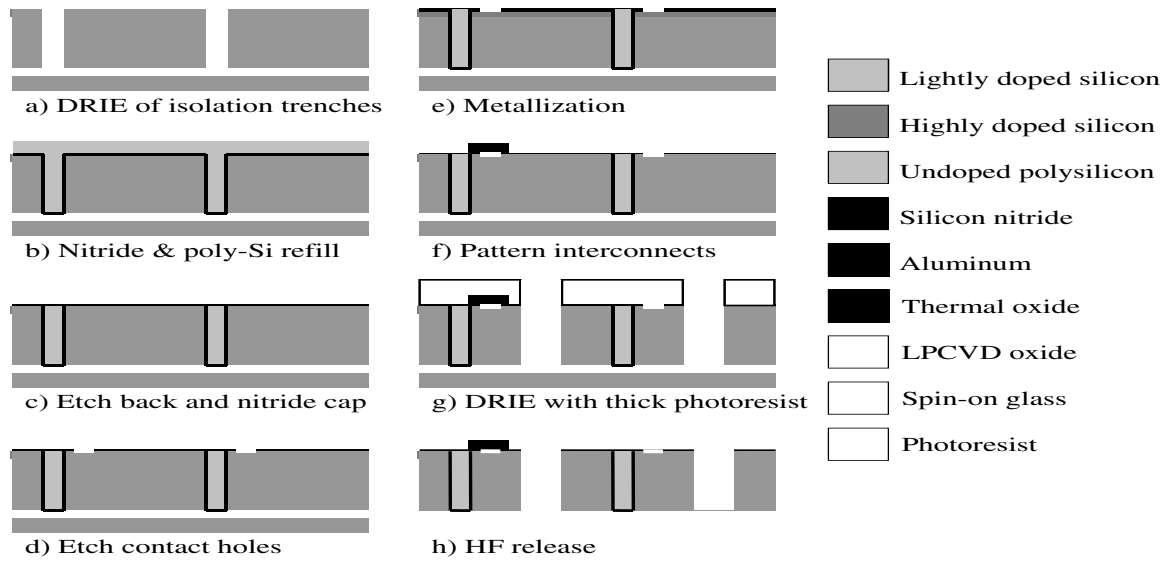 a) DRIE of isolation trenches
b) Nitride & poly-Si refill
c) Etch back and nitride cap
d) Etch contact holes
e) Metallization
f) Pattern interconnects
g) DRIE with thick photoresist
h) HF release
Lightly doped silicon
Highly doped silicon
Undoped polysilicon
Silicon nitride
Aluminum
Thermal oxide
LPCVD oxide
Spin-on glass
Photoresist